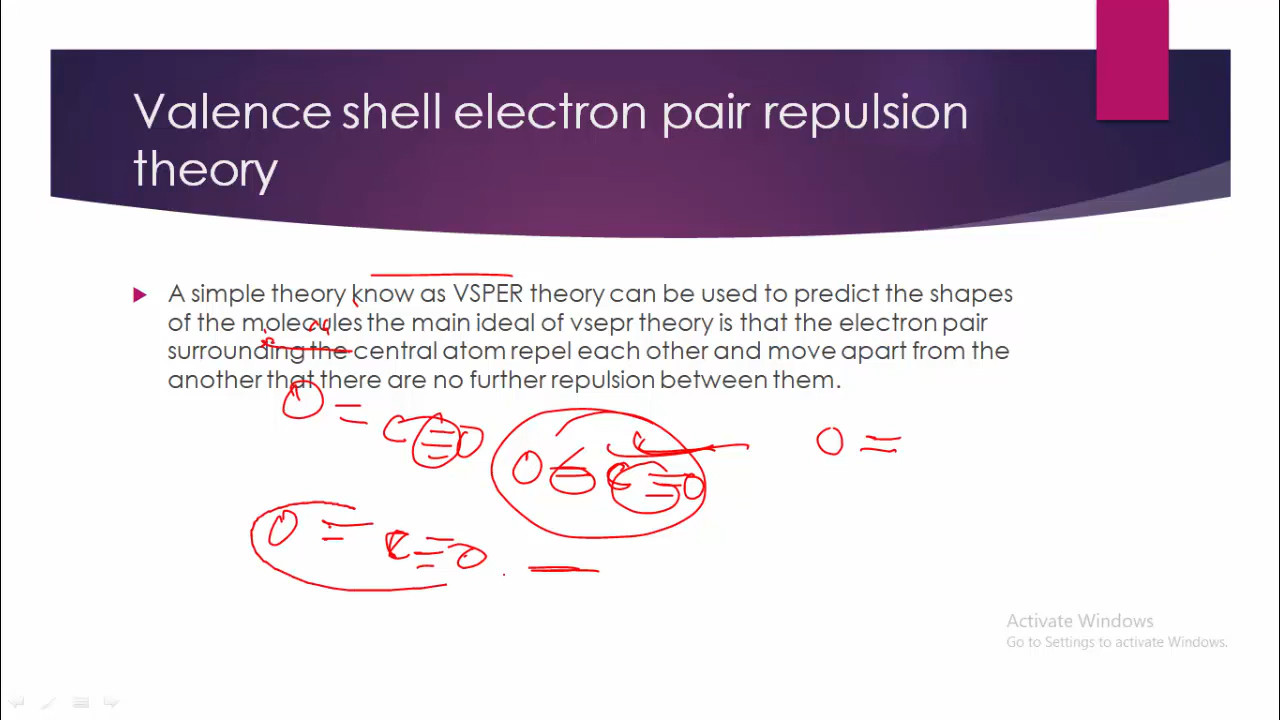 Valence shell electron pair repulsion
theory
A simple theory know as VSPER theory can be used to predict the shapes
of the molecules the main ideal of vsepr theory is that the electron pair
surrounding the central atom repel each other and move apart from the
another that there are no further repulsion between them.
O =
C ≡ O
O = C = O
O =
O = C = O
Activate Windows
Go to Settings to activate Windows.